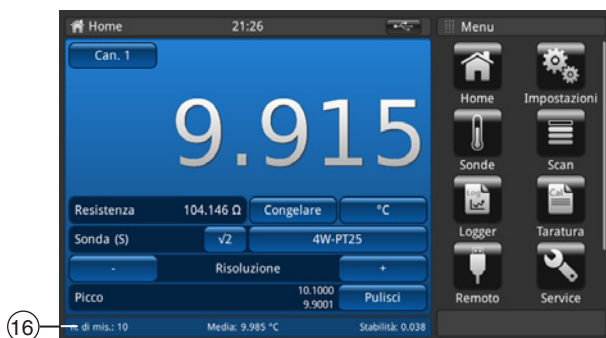 Home 21:26
Menu
Can. 1
9.915
Home Impostazioni
Sonde Scan
Log Cal
Logger Taratura
Remoto Service
Resistenza 104.146 Ω Congelare °C
Sonda (S) √2 4W-PT25
- Risoluzione +
Picco 10.1000 9.9001 Pulisci
di mis.: 10 Media: 9.985 °C Stabilità: 0.038
16